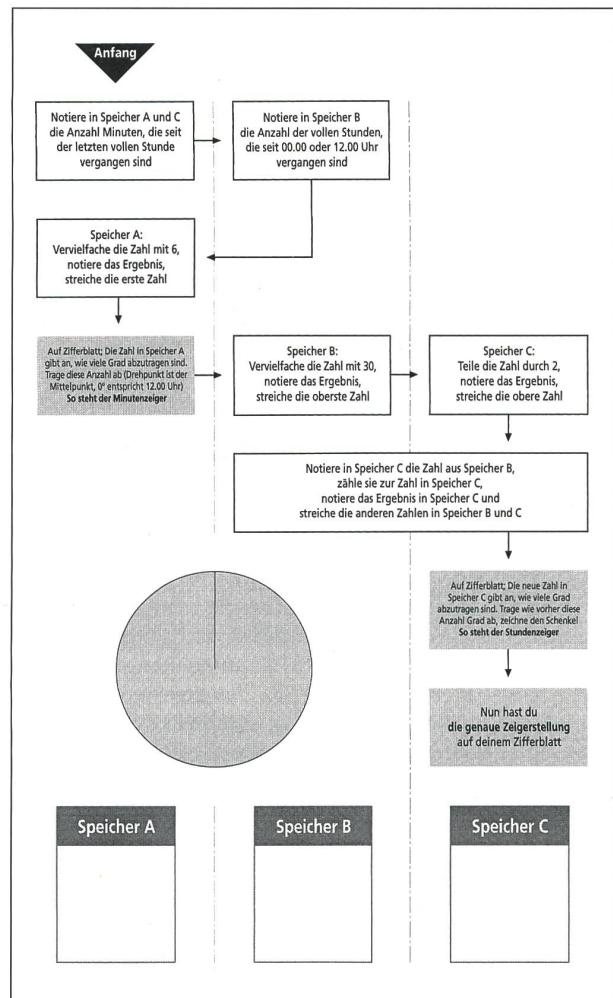 Anfang
Notiere in Speicher A und C
die Anzahl Minuten, die seit
der letzten vollen Stunde
vergangen sind
Notiere in Speicher B
die Anzahl der vollen Stunden,
die seit 00.00 oder 12.00 Uhr
vergangen sind
Speicher A:
Vervielfache die Zahl mit 6,
notiere das Ergebnis,
streiche die erste Zahl
Auf Zifferblatt; Die Zahl in Speicher A
gibt an, wie viele Grad abzutragen sind.
Trage diese Anzahl ab (Drehpunkt ist der
Mittelpunkt, 0° entspricht 12.00 Uhr)
So steht der Minutenzeiger
Speicher B:
Vervielfache die Zahl mit 30,
notiere das Ergebnis,
streiche die oberste Zahl
Speicher C:
Teile die Zahl durch 2,
notiere das Ergebnis,
streiche die obere Zahl
Notiere in Speicher C die Zahl aus Speicher B,
zähle sie zur Zahl in Speicher C,
notiere das Ergebnis in Speicher C und
streiche die anderen Zahlen in Speicher B und C
Auf Zifferblatt; Die neue Zahl in
Speicher C gibt an, wie viele Grad
abzutragen sind. Trage wie vorher diese
Anzahl Grad ab, zeichne den Schenkel
So steht der Stundenzeiger
Nun hast du
die genaue Zeigerstellung
auf deinem Zifferblatt
Speicher A
Speicher B
Speicher C